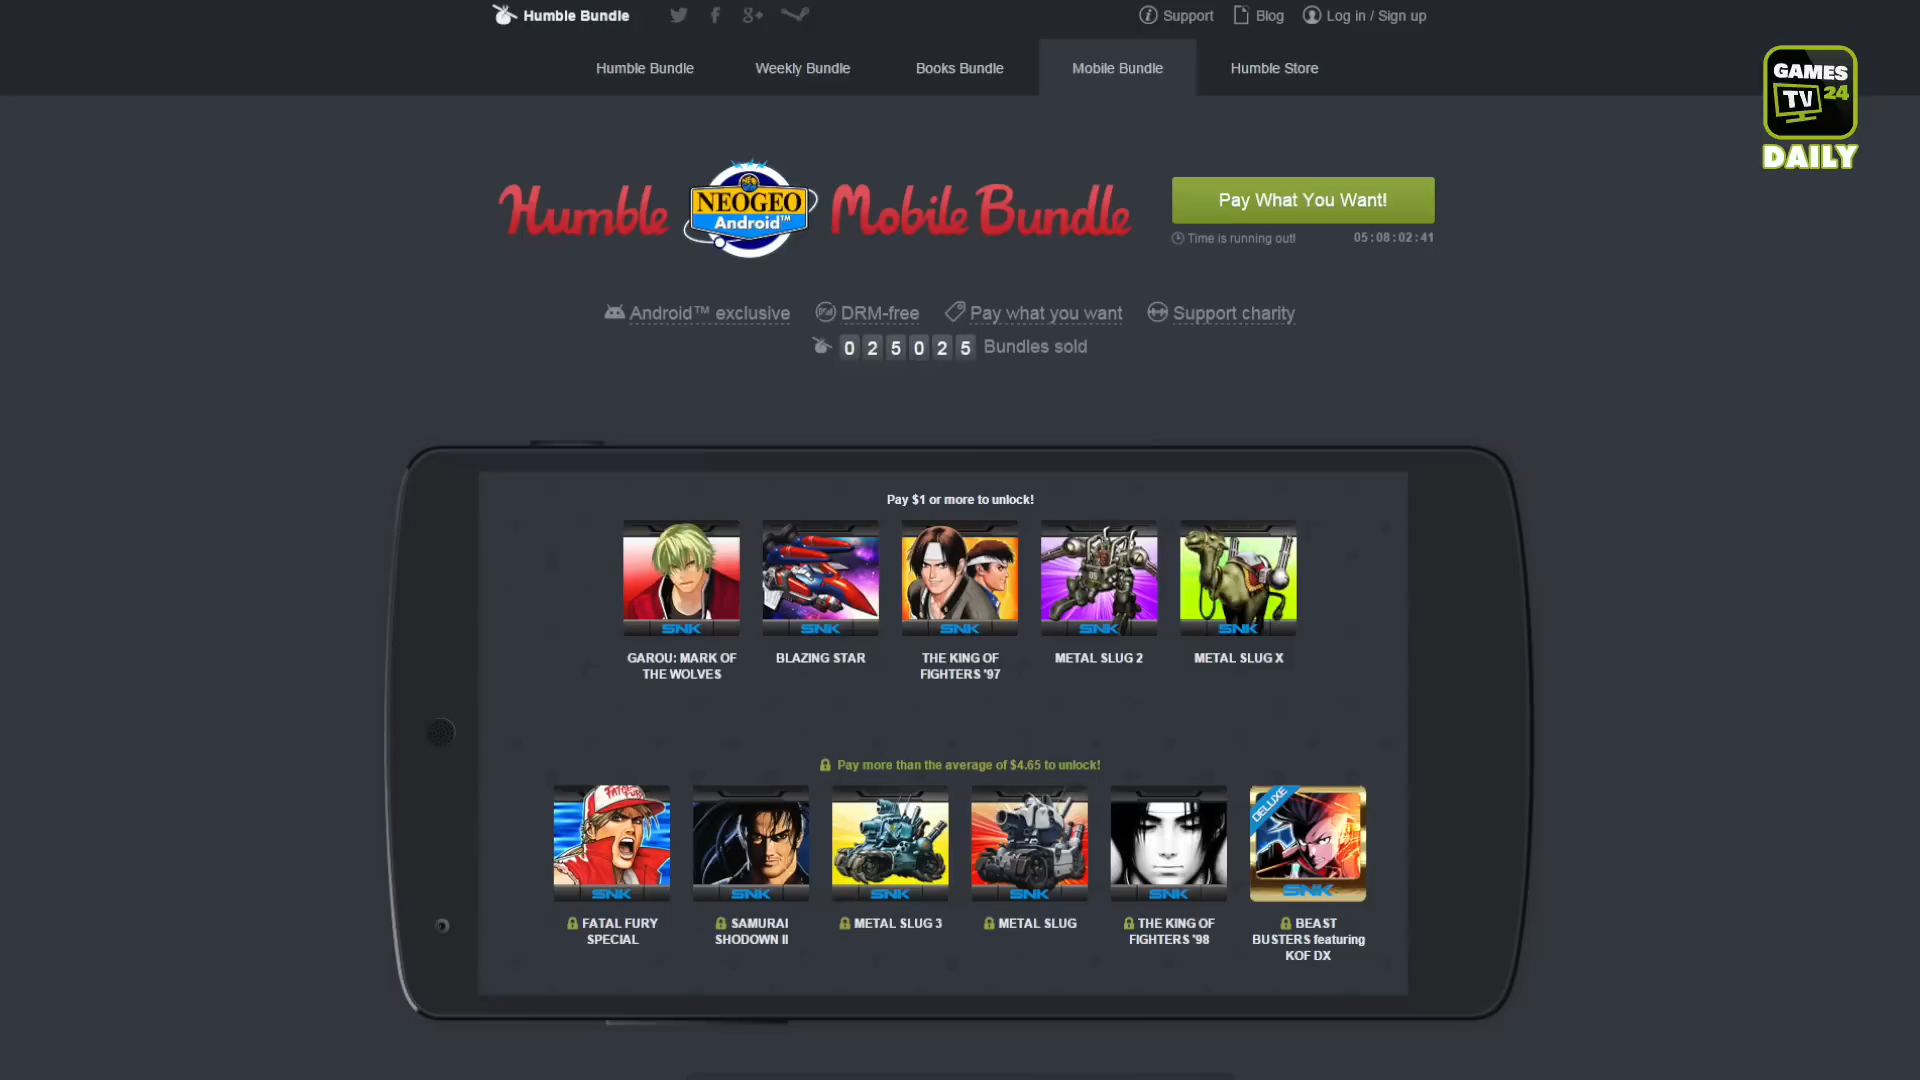 Humble Bundle
Support
Blog
Log in / Sign up
Humble Bundle
Weekly Bundle
Books Bundle
Mobile Bundle
Humble Store
GAMES
TV 24
DAILY
Humble NEOGEO Android™ Mobile Bundle
Pay What You Want!
Time is running out!
05:08:02:41
Android™ exclusive
DRM-free
Pay what you want
Support charity
025025 Bundles sold
Pay $1 or more to unlock!
SNK
SNK
SNK
SNK
SNK
GAROU: MARK OF
THE WOLVES
BLAZING STAR
THE KING OF
FIGHTERS '97
METAL SLUG 2
METAL SLUG X
Pay more than the average of $4.65 to unlock!
FATAL FURY
DELUXE
SNK
SNK
SNK
SNK
SNK
SNK
FATAL FURY
SPECIAL
SAMURAI
SHODOWN II
METAL SLUG 3
METAL SLUG
THE KING OF
FIGHTERS '98
BEAST
BUSTERS featuring
KOF DX